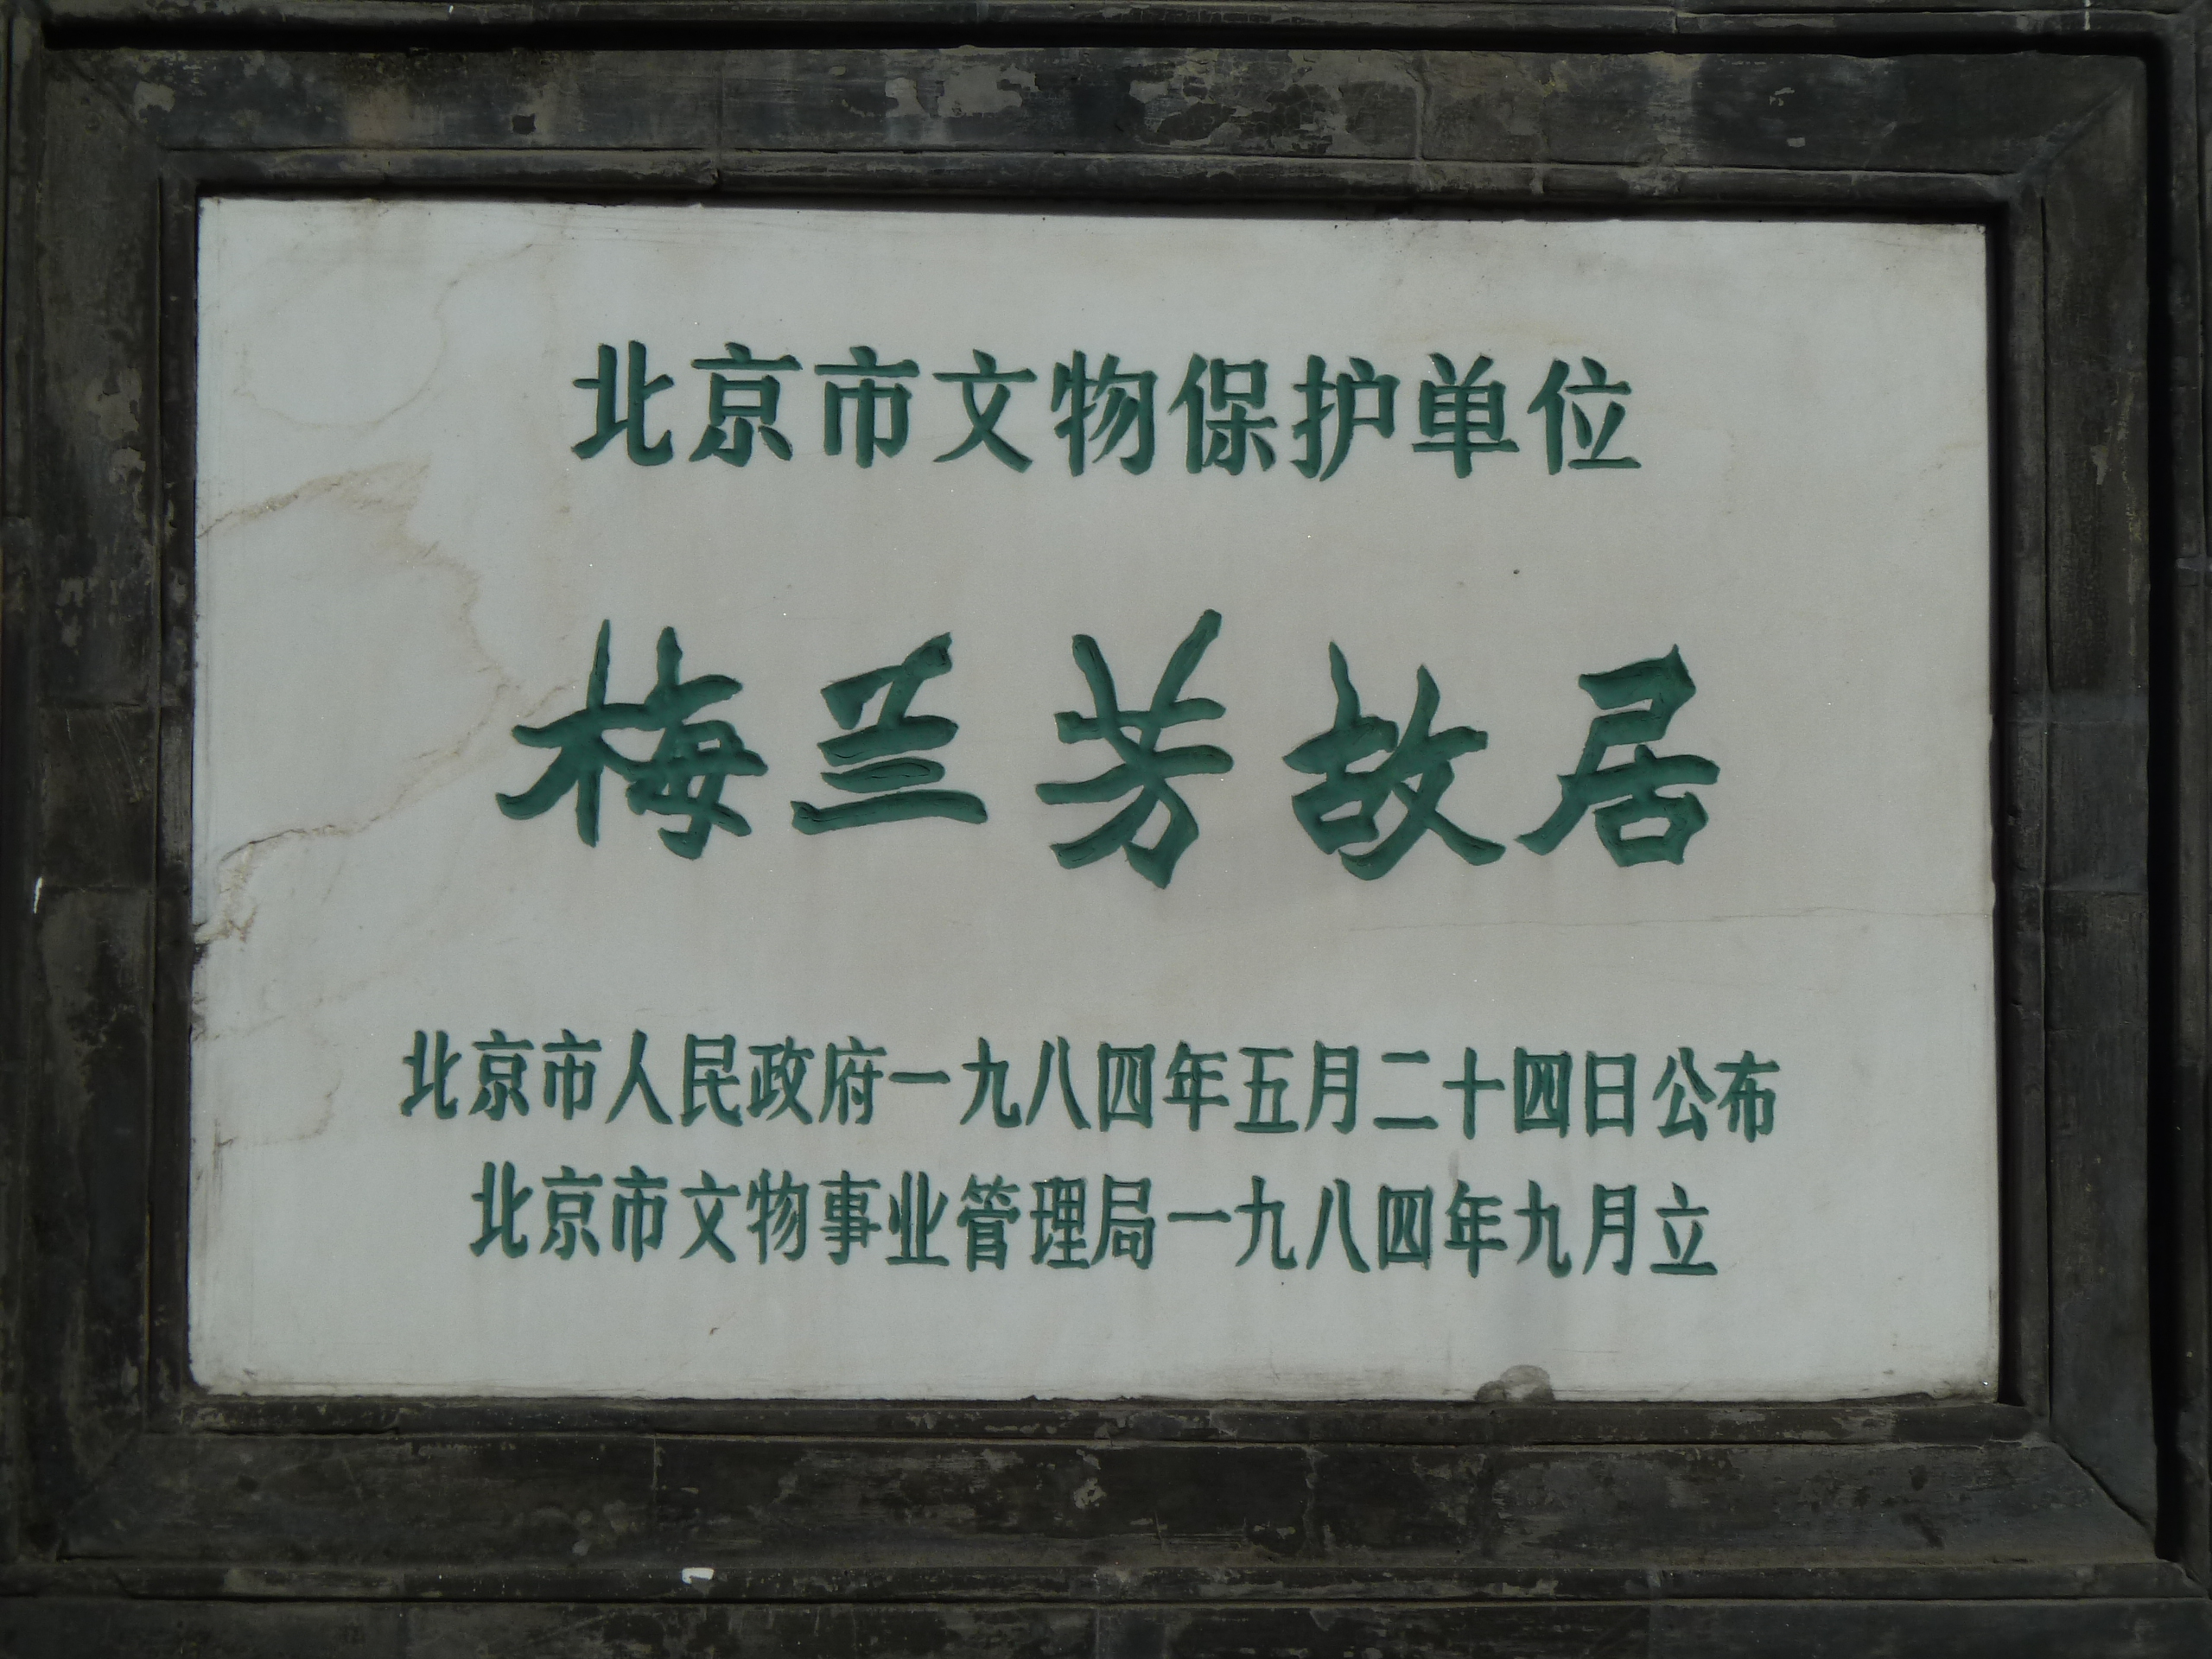 北京市文物保护单位
梅兰芳故居
北京市人民政府一九八四年五月二十四日公布
北京市文物事业管理局一九八四年九月立